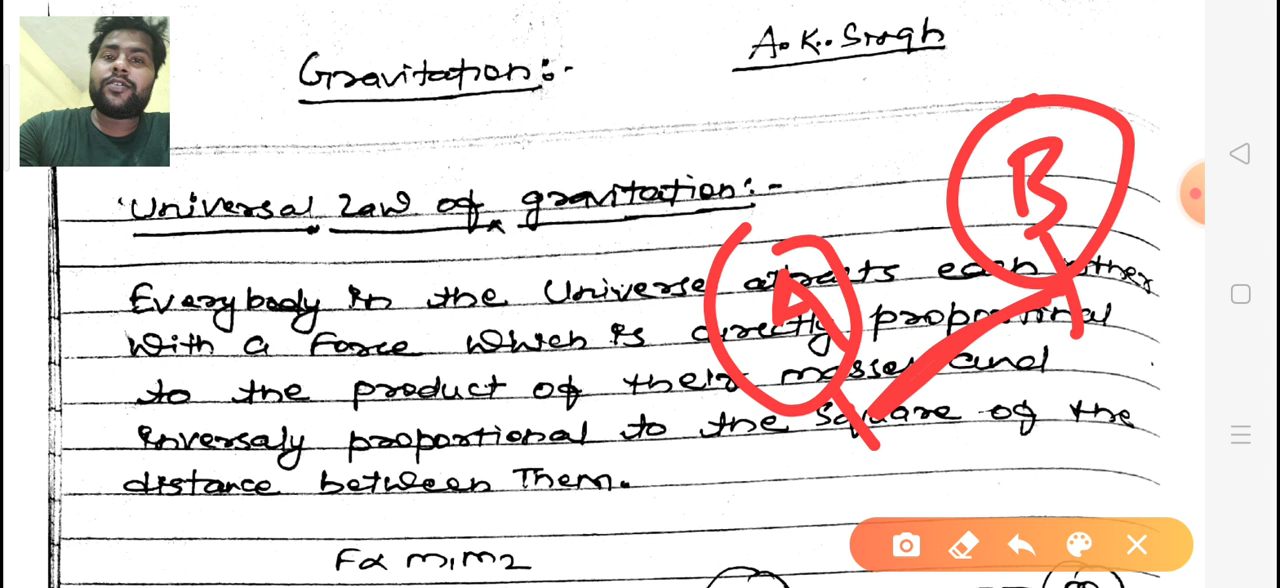 Gravitation:-
A. K. Singh
Universal Law of gravitation:-
Everybody in the Universe attracts each other
with a force which is directly proportional
to the product of their masses and
inversaly proportional to the square of the
distance between Them.
F∝ m1m2
A
B